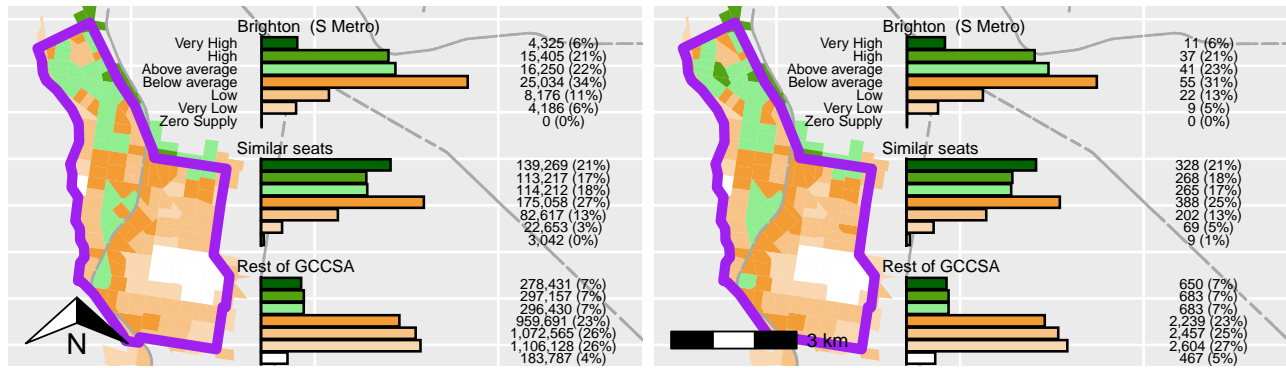 Brighton (S Metro)
Very High 4,325 (6%)
High 15,405 (21%)
Above average 16,250 (22%)
Below average 25,034 (34%)
Low 8,176 (11%)
Very Low 4,186 (6%)
Zero Supply 0 (0%)
Similar seats
139,269 (21%)
113,217 (17%)
114,212 (18%)
175,058 (27%)
82,617 (13%)
22,653 (3%)
3,042 (0%)
Rest of GCCSA
278,431 (7%)
297,157 (7%)
296,430 (7%)
959,691 (23%)
1,072,565 (26%)
1,106,128 (26%)
183,787 (4%)
N
Brighton (S Metro)
Very High 11 (6%)
High 37 (21%)
Above average 41 (23%)
Below average 55 (31%)
Low 22 (13%)
Very Low 9 (5%)
Zero Supply 0 (0%)
Similar seats
328 (21%)
268 (18%)
265 (17%)
388 (25%)
202 (13%)
69 (5%)
9 (1%)
Rest of GCCSA
650 (7%)
683 (7%)
683 (7%)
2,239 (23%)
2,457 (25%)
2,604 (27%)
467 (5%)
3 km